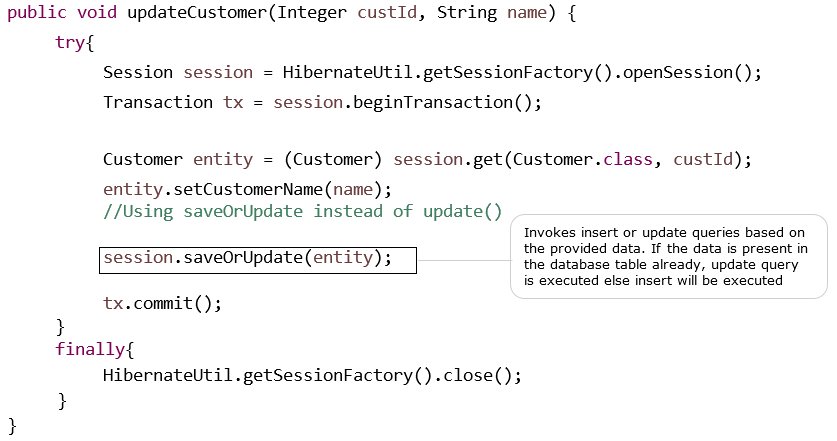 public void updateCustomer(Integer custId, String name) {
try{
Session session = HibernateUtil.getSessionFactory().openSession();
Transaction tx = session.beginTransaction();
Customer entity = (Customer) session.get(Customer.class, custId);
entity.setCustomerName(name);
//Using saveOrUpdate instead of update()
session.saveOrUpdate(entity);
Invokes insert or update queries based on
the provided data. If the data is present in
the database table already, update query
is executed else insert will be executed
tx.commit();
}
finally{
HibernateUtil.getSessionFactory().close();
}
}